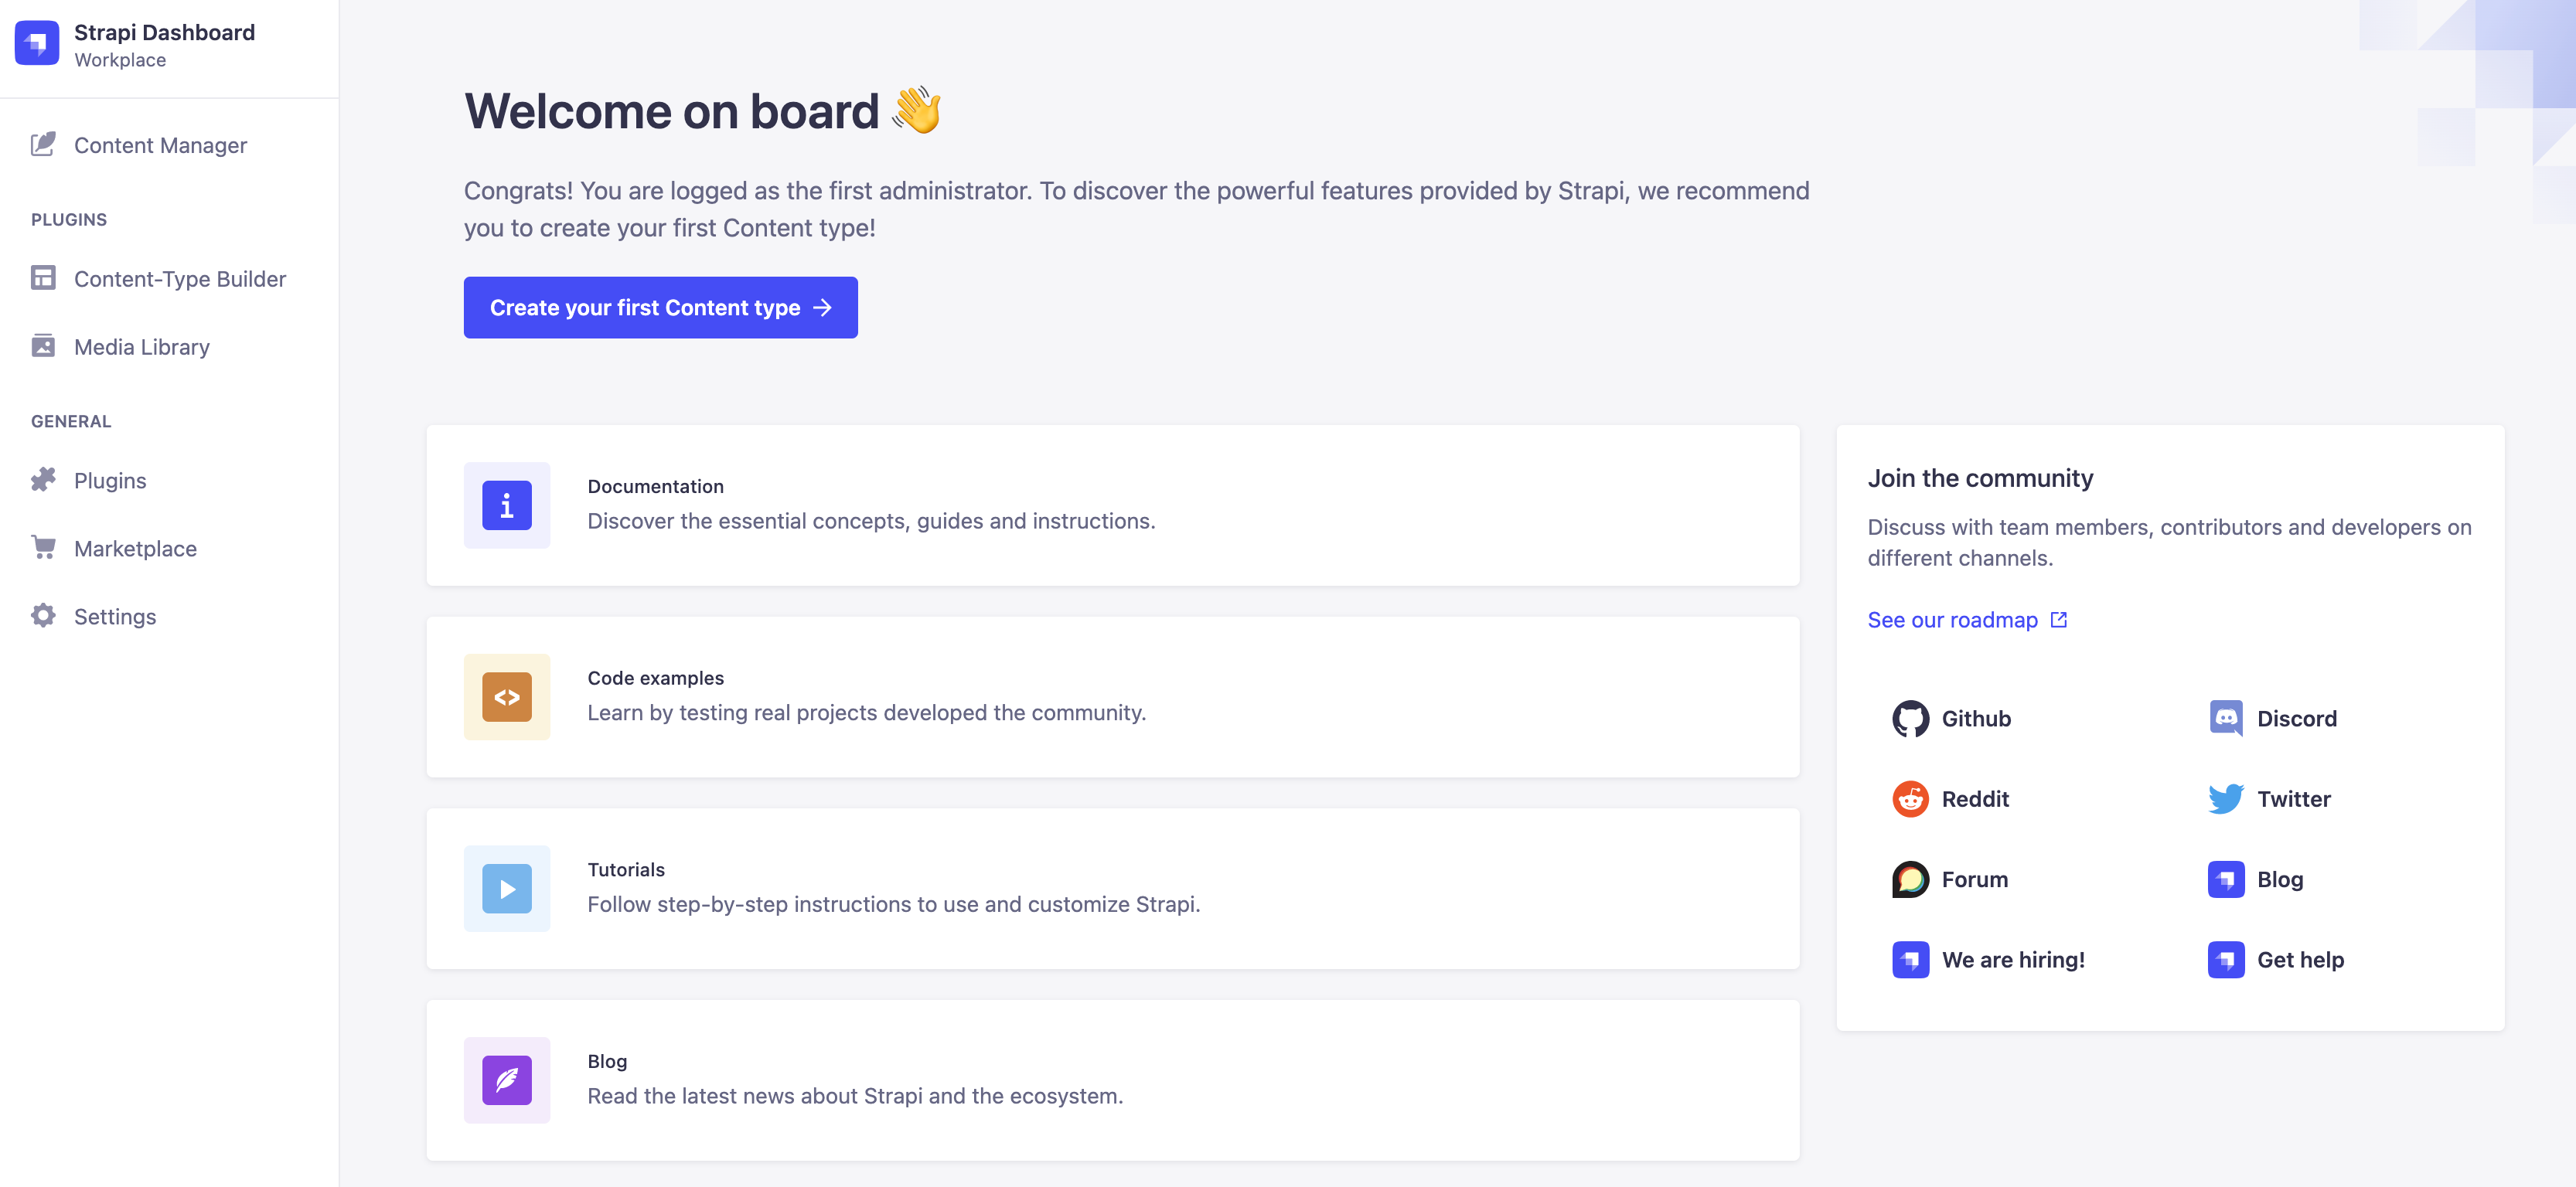 Strapi Dashboard
Workplace
Content Manager
PLUGINS
Content-Type Builder
Media Library
GENERAL
Plugins
Marketplace
Settings
Welcome on board 👋
Congrats! You are logged as the first administrator. To discover the powerful features provided by Strapi, we recommend
you to create your first Content type!
Create your first Content type →
Documentation
Discover the essential concepts, guides and instructions.
Code examples
Learn by testing real projects developed the community.
Tutorials
Follow step-by-step instructions to use and customize Strapi.
Blog
Read the latest news about Strapi and the ecosystem.
Join the community
Discuss with team members, contributors and developers on
different channels.
See our roadmap
Github
Discord
Reddit
Twitter
Forum
Blog
We are hiring!
Get help